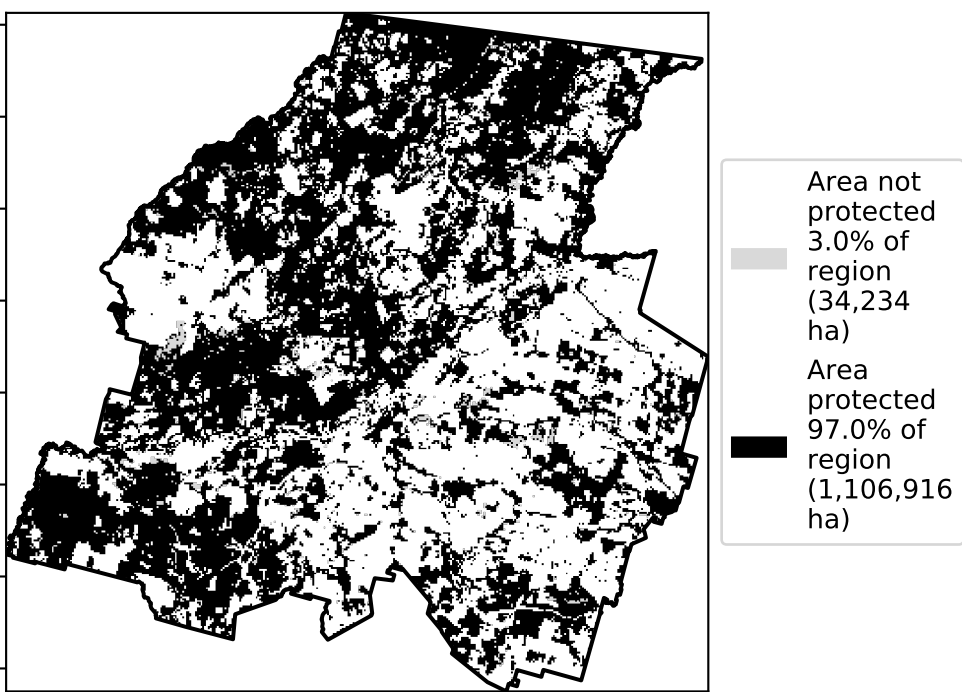 Area not
protected
3.0% of
region
(34,234
ha)
Area
protected
97.0% of
region
(1,106,916
ha)